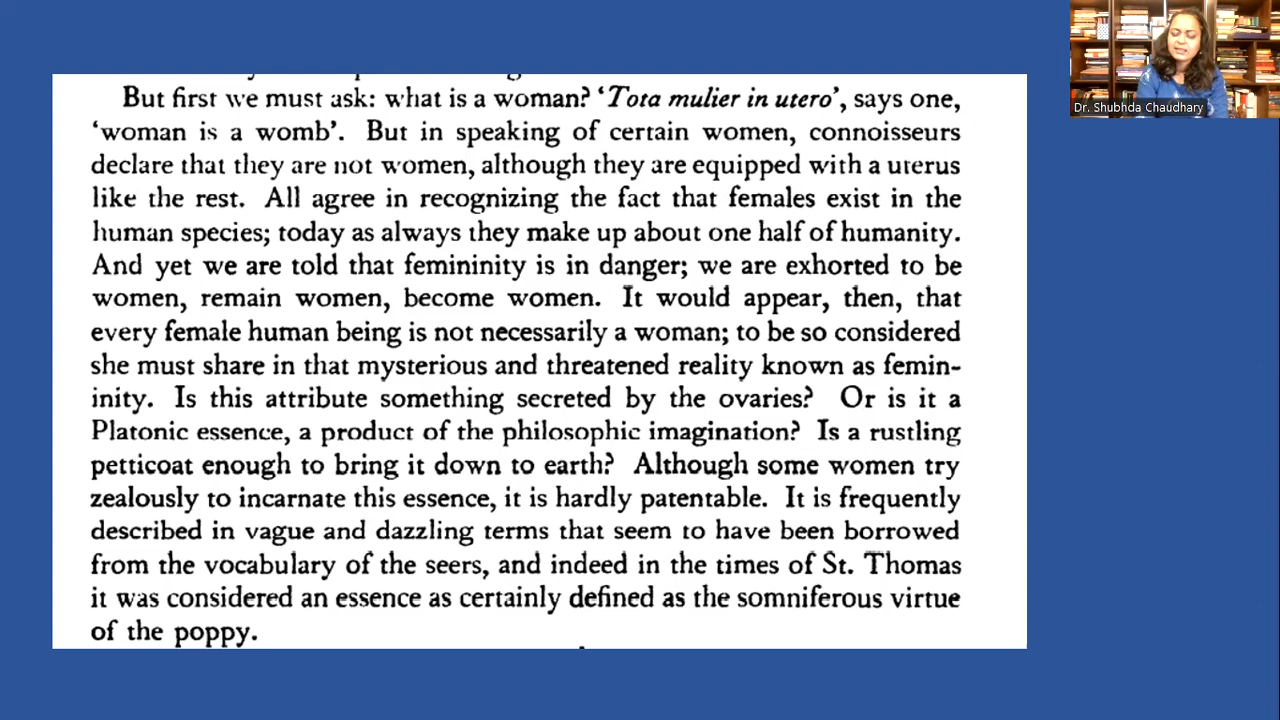 But first we must ask: what is a woman? ‘Tota mulier in utero’, says one,
‘woman is a womb’. But in speaking of certain women, connoisseurs
declare that they are not women, although they are equipped with a uterus
like the rest. All agree in recognizing the fact that females exist in the
human species; today as always they make up about one half of humanity.
And yet we are told that femininity is in danger; we are exhorted to be
women, remain women, become women. It would appear, then, that
every female human being is not necessarily a woman; to be so considered
she must share in that mysterious and threatened reality known as femin-
inity. Is this attribute something secreted by the ovaries? Or is it a
Platonic essence, a product of the philosophic imagination? Is a rustling
petticoat enough to bring it down to earth? Although some women try
zealously to incarnate this essence, it is hardly patentable. It is frequently
described in vague and dazzling terms that seem to have been borrowed
from the vocabulary of the seers, and indeed in the times of St. Thomas
it was considered an essence as certainly defined as the somniferous virtue
of the poppy.
Dr. Shubhda Chaudhary